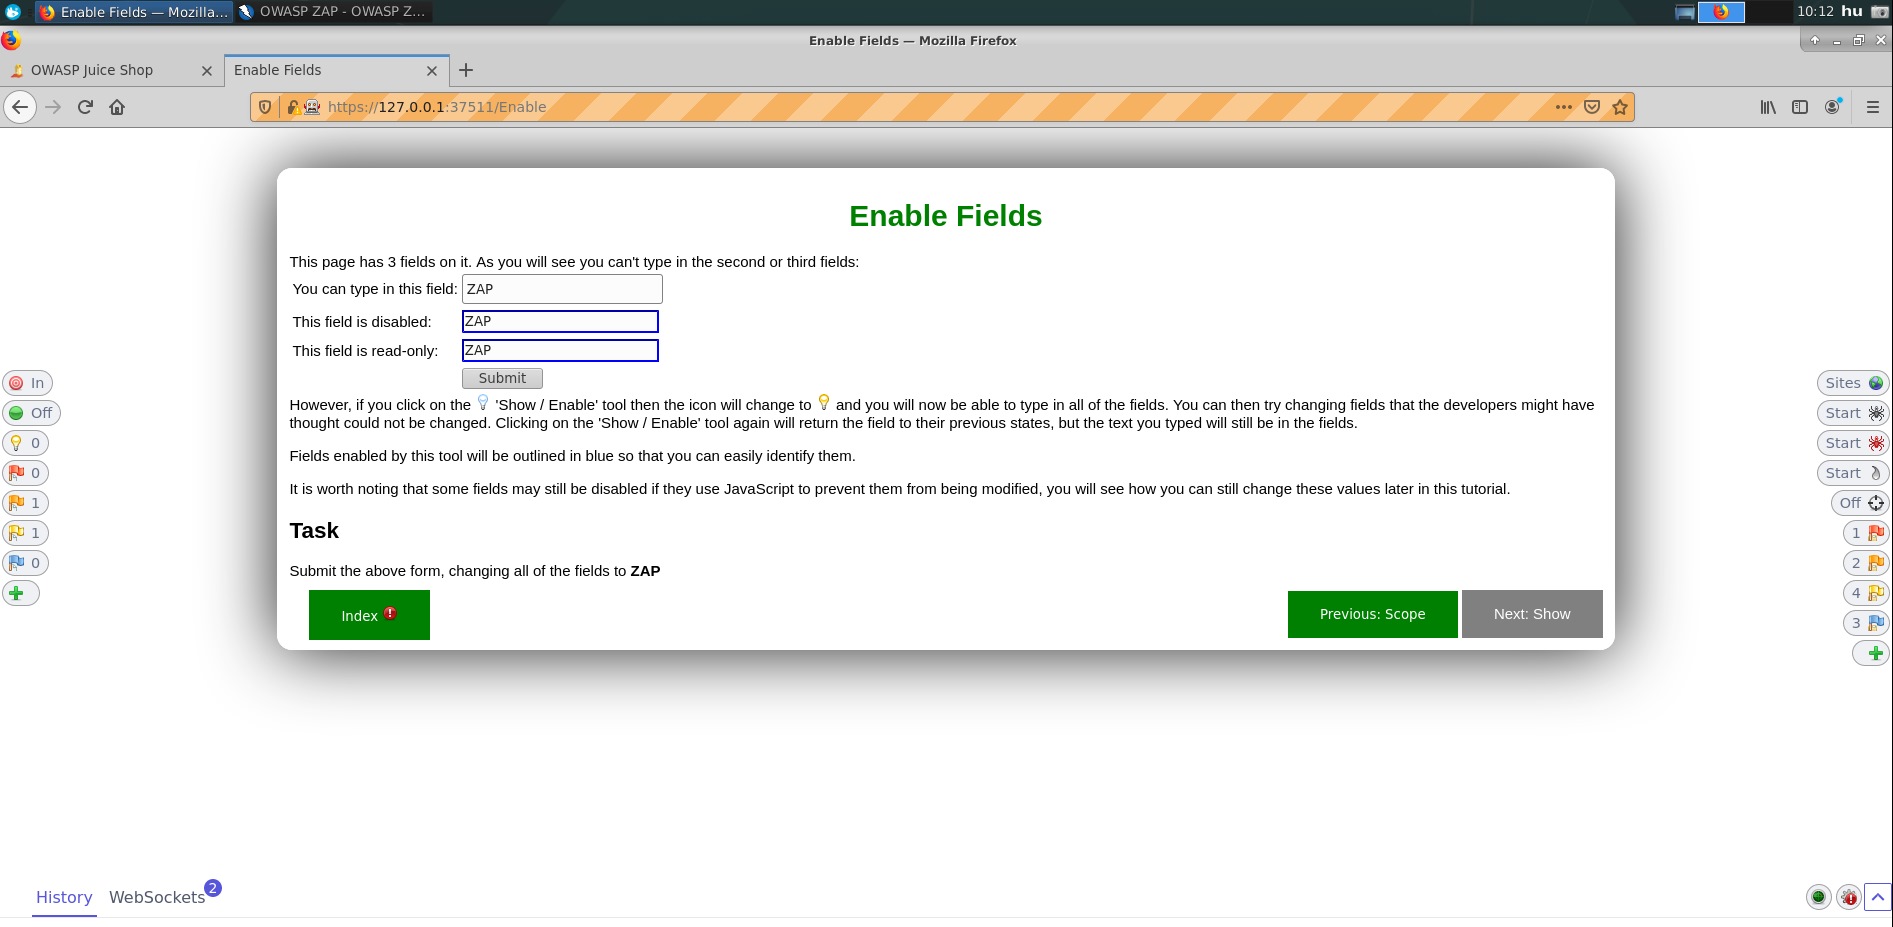 Enable Fields — Mozilla...
OWASP ZAP - OWASP Z...
10:12 hu
Enable Fields — Mozilla Firefox
OWASP Juice Shop
Enable Fields
https://127.0.0.1:37511/Enable
Enable Fields
This page has 3 fields on it. As you will see you can't type in the second or third fields:
You can type in this field: ZAP
This field is disabled: ZAP
This field is read-only: ZAP
Submit
However, if you click on the 'Show / Enable' tool then the icon will change to and you will now be able to type in all of the fields. You can then try changing fields that the developers might have
thought could not be changed. Clicking on the 'Show / Enable' tool again will return the field to their previous states, but the text you typed will still be in the fields.
Fields enabled by this tool will be outlined in blue so that you can easily identify them.
It is worth noting that some fields may still be disabled if they use JavaScript to prevent them from being modified, you will see how you can still change these values later in this tutorial.
Task
Submit the above form, changing all of the fields to ZAP
Index
Previous: Scope
Next: Show
In
Off
0
0
1
1
0
Sites
Start
Start
Start
Off
1
2
4
3
History
WebSockets 2